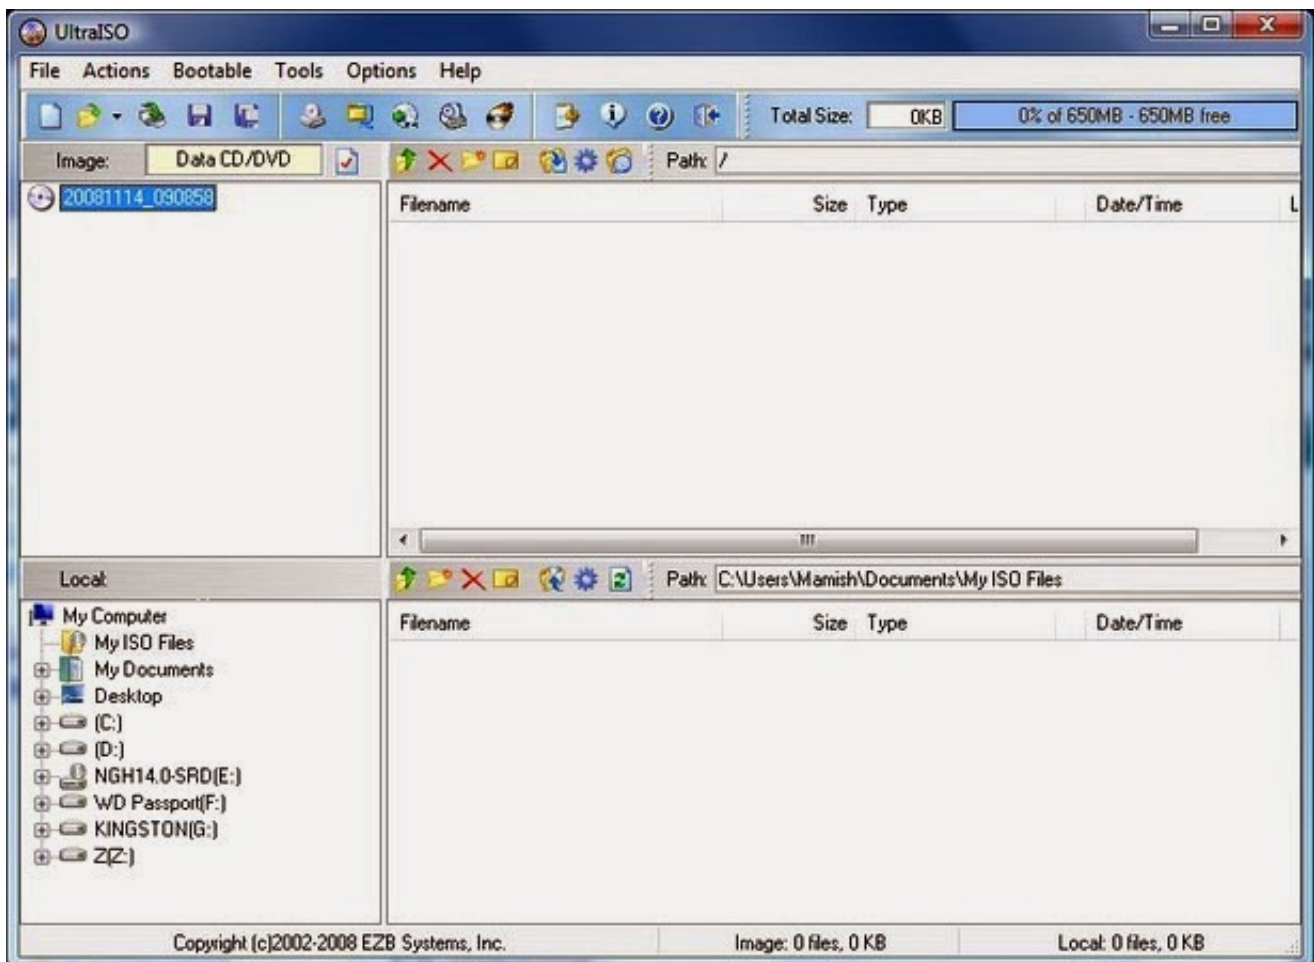 UltraISO
File Actions Bootable Tools Options Help
Total Size: 0KB 0% of 650MB - 650MB free
Image: Data CD/DVD Path: /
20081114_090858
Filename Size Type Date/Time L
Local: Path: C:\Users\Mamish\Documents\My ISO Files
My Computer
Filename Size Type Date/Time
My ISO Files
My Documents
Desktop
(C:)
(D:)
NGH14.0-SRD(E:)
WD Passport(F:)
KINGSTON(G:)
Z(Z:)
Copyright (c)2002-2008 EZB Systems, Inc. Image: 0 files, 0 KB Local: 0 files, 0 KB